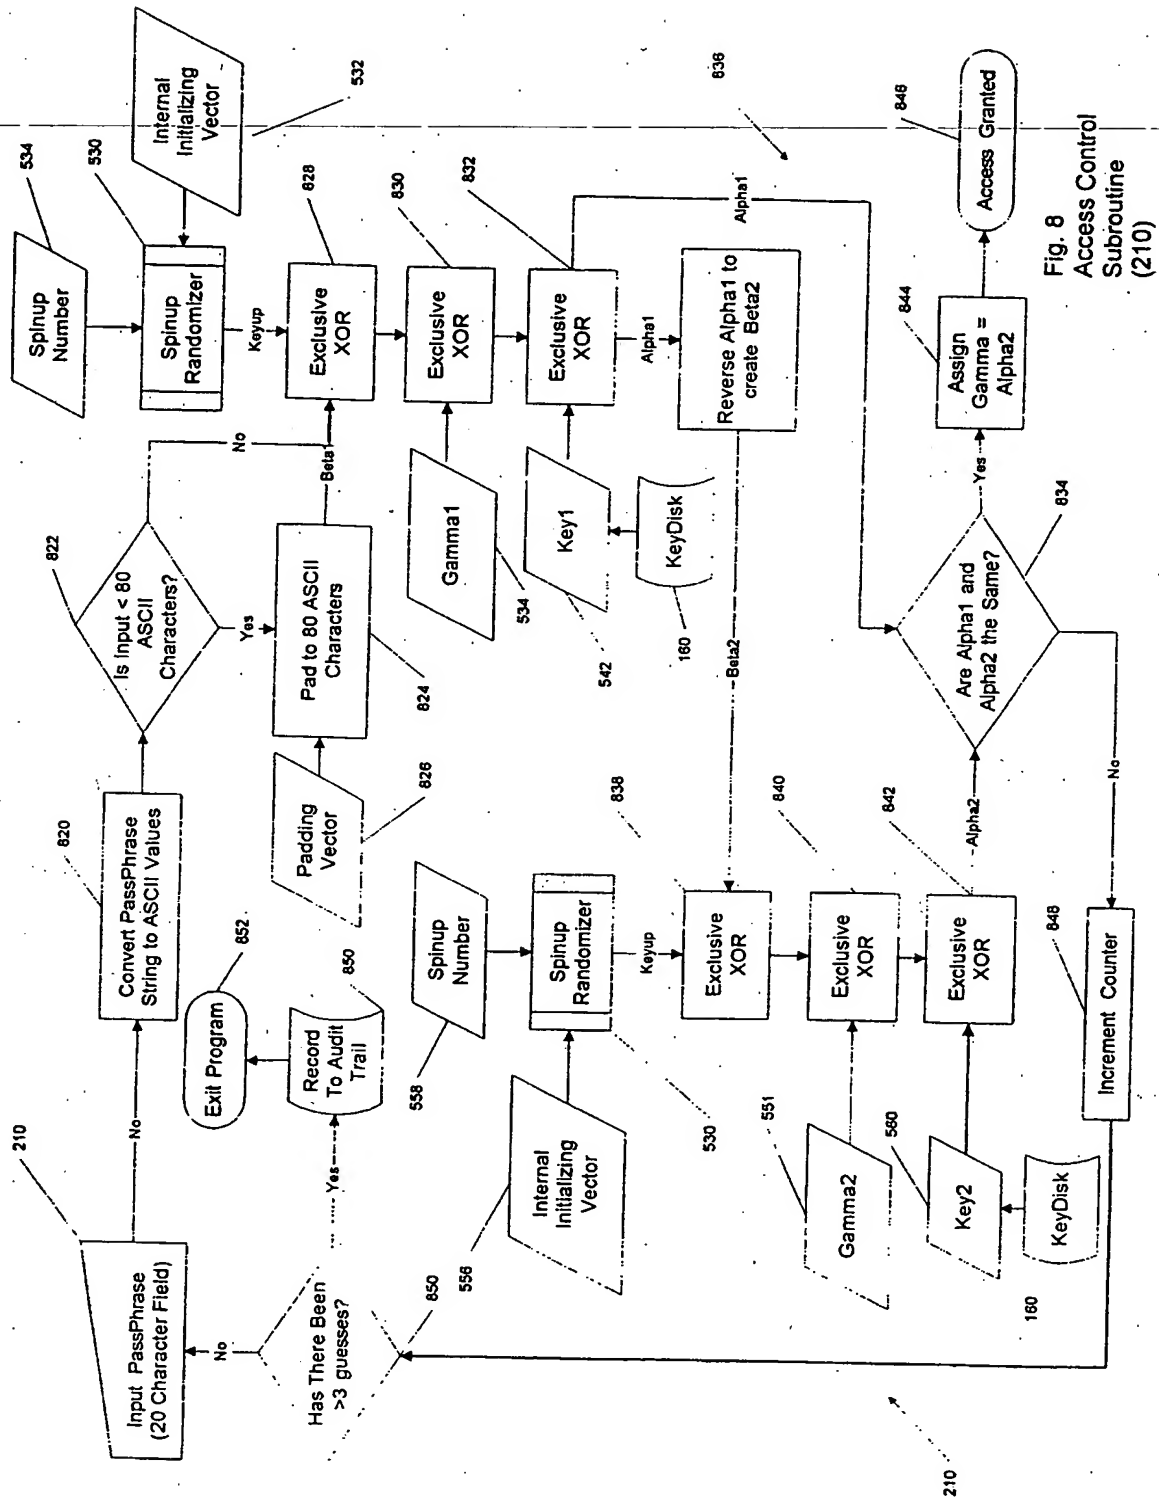 210
Input PassPhrase
(20 Character Field)
No
820
Convert PassPhrase
String to ASCII Values
822
Is Input < 80
ASCII
Characters?
No
Yes
534
Spinup
Number
530
Spinup
Randomizer
Internal
Initializing
Vector
532
No
Has There Been
>3 guesses?
850
Yes
Exit Program
852
Record
To Audit
Trail
850
Padding
Vector
826
Pad to 80 ASCII
Characters
824
Beta1
Keyup
Exclusive
XOR
828
Gamma1
534
Exclusive
XOR
830
Key1
542
KeyDisk
160
Exclusive
XOR
832
Alpha1
Alpha1
836
Reverse Alpha1 to
create Beta2
Beta2
558
Spinup
Number
Internal
Initializing
Vector
556
Spinup
Randomizer
530
Keyup
838
Exclusive
XOR
551
Gamma2
840
Exclusive
XOR
560
Key2
KeyDisk
160
842
Exclusive
XOR
Alpha2
Are Alpha1 and
Alpha2 the Same?
834
Yes
844
Assign
Gamma =
Alpha2
846
Access Granted
No
848
Increment Counter
210
Fig. 8
Access Control
Subroutine
(210)